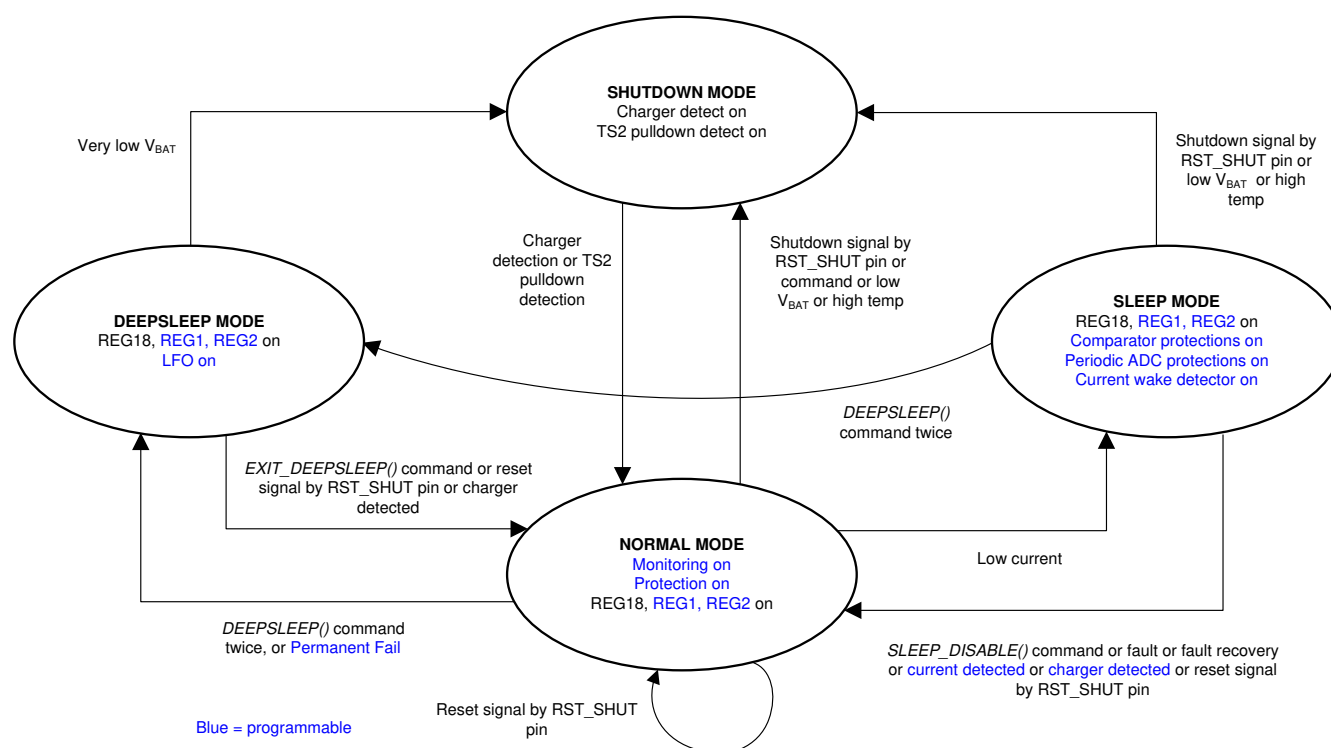 SHUTDOWN MODE
Charger detect on
TS2 pulldown detect on
Very low VBAT
Shutdown signal by
RST_SHUT pin or
low VBAT or high
temp
Charger
detection or TS2
pulldown
detection
Shutdown signal by
RST_SHUT pin or
command or low
VBAT or high temp
DEEPSLEEP MODE
REG18, REG1, REG2 on
LFO on
SLEEP MODE
REG18, REG1, REG2 on
Comparator protections on
Periodic ADC protections on
Current wake detector on
DEEPSLEEP()
command twice
EXIT_DEEPSLEEP() command or reset
signal by RST_SHUT pin or charger
detected
NORMAL MODE
Monitoring on
Protection on
REG18, REG1, REG2 on
Low current
DEEPSLEEP() command
twice, or Permanent Fail
SLEEP_DISABLE() command or fault or fault recovery
or current detected or charger detected or reset signal
by RST_SHUT pin
Reset signal by RST_SHUT
pin
Blue = programmable